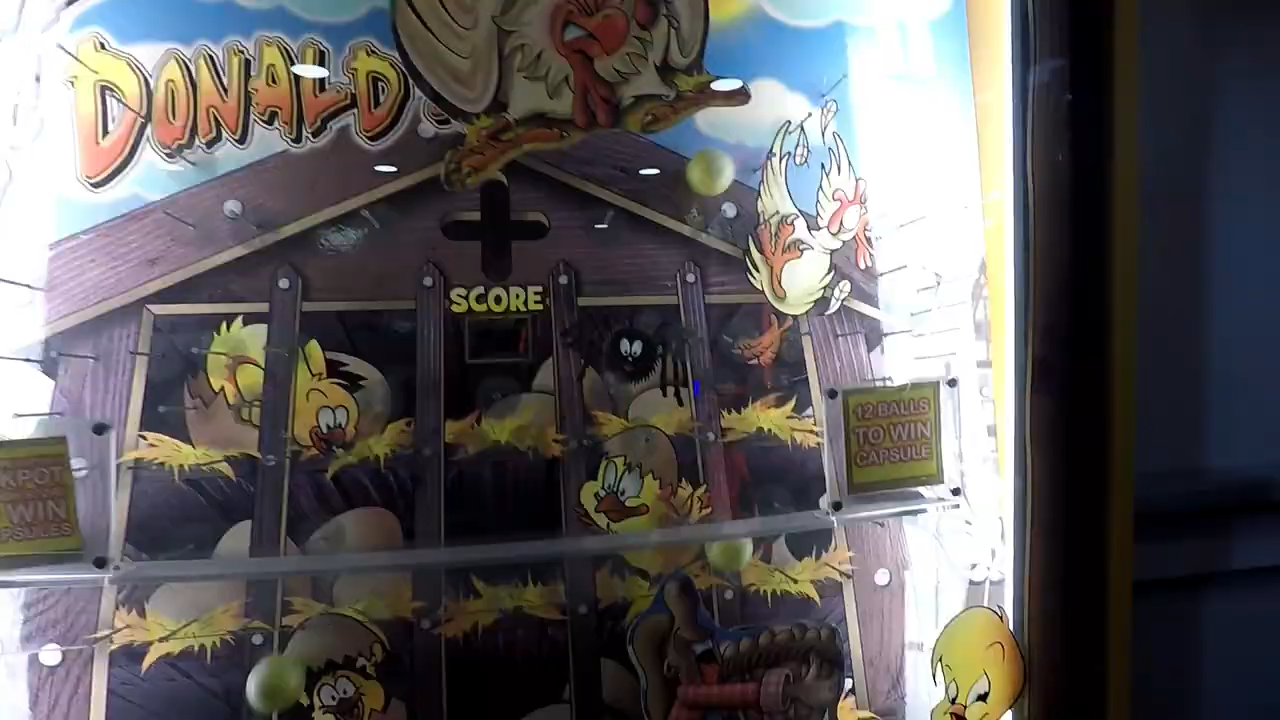 DONALD'S
SCORE
12 BALLS
TO WIN
CAPSULE
WIN